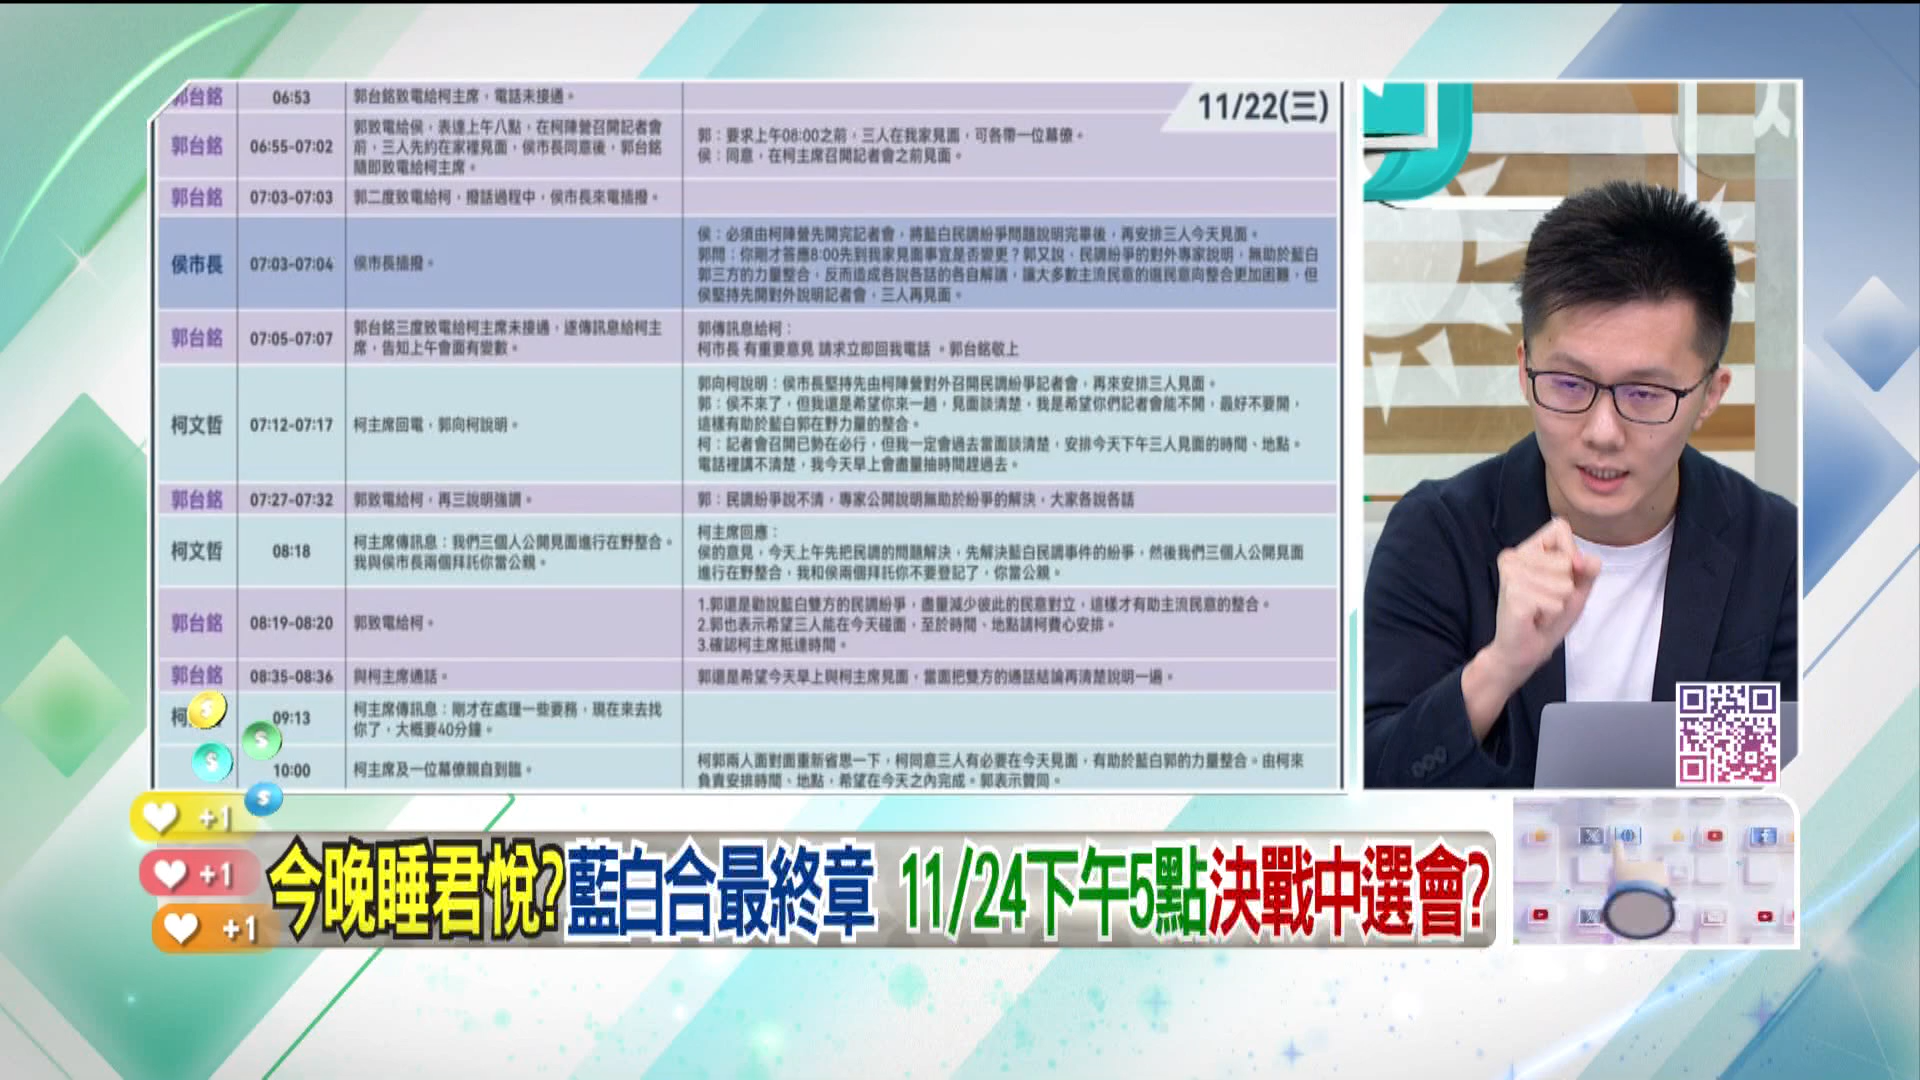 11/22(三)
郭台銘 06:53 郭台銘致電給柯主席，電話未接通。
郭台銘 06:55-07:02 郭致電給侯，表達上午八點，在柯陣營召開記者會
前，三人先約在家裡見面，侯市長同意後，郭台銘
隨即致電給柯主席。
郭：要求上午08:00之前，三人在我家見面，可各帶一位幕僚。
侯：同意，在柯主席召開記者會之前見面。
郭台銘 07:03-07:03 郭二度致電給柯，撥話過程中，侯市長來電插撥。
侯市長 07:03-07:04 侯市長插撥。
侯：必須由柯陣營先開完記者會，將藍白民調紛爭問題說明完畢後，再安排三人今天見面。
郭問：你剛才答應8:00先到我家見面事宜是否變更？郭又說，民調紛爭的對外專家說明，無助於藍白
郭三方的力量整合，反而造成各說各話的各自解讀，讓大多數主流民意的選民意向整合更加困難，但
侯堅持先開對外說明記者會，三人再見面。
郭台銘 07:05-07:07 郭台銘三度致電給柯主席未接通，遂傳訊息給柯主
席，告知上午會面有變數。
郭傳訊息給柯：
柯市長 有重要意見 請求立即回我電話 。郭台銘敬上
柯文哲 07:12-07:17 柯主席回電，郭向柯說明。
郭向柯說明：侯市長堅持先由柯陣營對外召開民調紛爭記者會，再來安排三人見面。
郭：侯不來了，但我還是希望你來一趟，見面談清楚，我是希望你們記者會能不開，最好不要開，
這樣有助於藍白郭在野力量的整合。
柯：記者會召開已勢在必行，但我一定會過去當面談清楚，安排今天下午三人見面的時間、地點。
電話裡講不清楚，我今天早上會盡量抽時間趕過去。
郭台銘 07:27-07:32 郭致電給柯，再三說明強調。 郭：民調紛爭說不清，專家公開說明無助於紛爭的解決，大家各說各話
柯文哲 08:18 柯主席傳訊息：我們三個人公開見面進行在野整合。
我與侯市長兩個拜託你當公親。
柯主席回應：
侯的意見，今天上午先把民調的問題解決，先解決藍白民調事件的紛爭，然後我們三個人公開見面
進行在野整合，我和侯兩個拜託你不要登記了，你當公親。
郭台銘 08:19-08:20 郭致電給柯。
1.郭還是勸說藍白雙方的民調紛爭，盡量減少彼此的民意對立，這樣才有助主流民意的整合。
2.郭也表示希望三人能在今天碰面，至於時間、地點請柯費心安排。
3.確認柯主席抵達時間。
郭台銘 08:35-08:36 與柯主席通話。 郭還是希望今天早上與柯主席見面，當面把雙方的通話結論再清楚說明一遍。
柯 09:13 柯主席傳訊息：剛才在處理一些要務，現在來去找
你了，大概要40分鐘。
10:00 柯主席及一位幕僚親自到臨。
柯郭兩人面對面重新省思一下，柯同意三人有必要在今天見面，有助於藍白郭的力量整合。由柯來
負責安排時間、地點，希望在今天之內完成。郭表示贊同。
+1
+1
+1
今晚睡君悅?藍白合最終章 11/24下午5點決戰中選會?